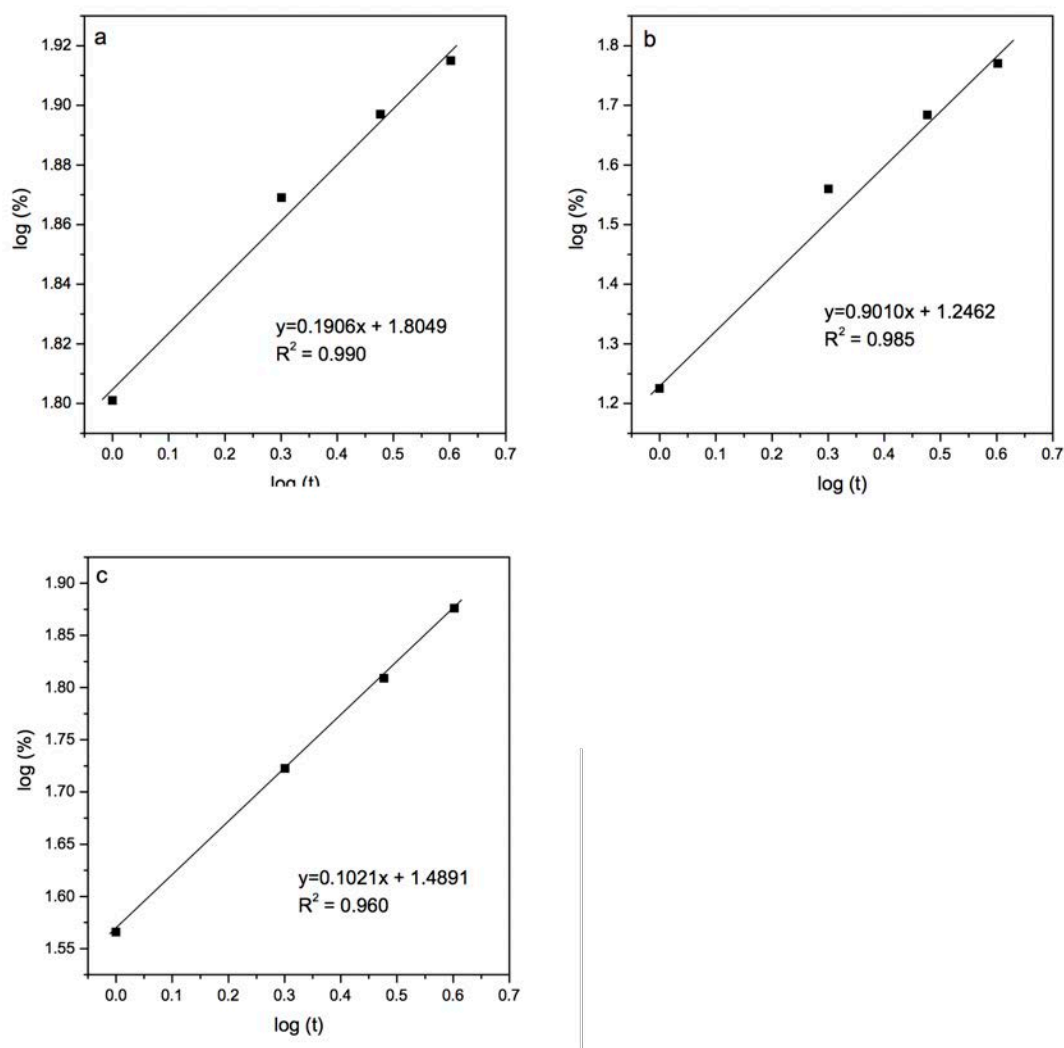 a
1.92
1.90
1.88
1.86
1.84
1.82
1.80
log (%)
y=0.1906x + 1.8049
R² = 0.990
0.0 0.1 0.2 0.3 0.4 0.5 0.6 0.7
log (t)
b
1.8
1.7
1.6
1.5
1.4
1.3
1.2
log (%)
y=0.9010x + 1.2462
R² = 0.985
0.0 0.1 0.2 0.3 0.4 0.5 0.6 0.7
log (t)
c
1.90
1.85
1.80
1.75
1.70
1.65
1.60
1.55
log (%)
y=0.1021x + 1.4891
R² = 0.960
0.0 0.1 0.2 0.3 0.4 0.5 0.6 0.7
log (t)